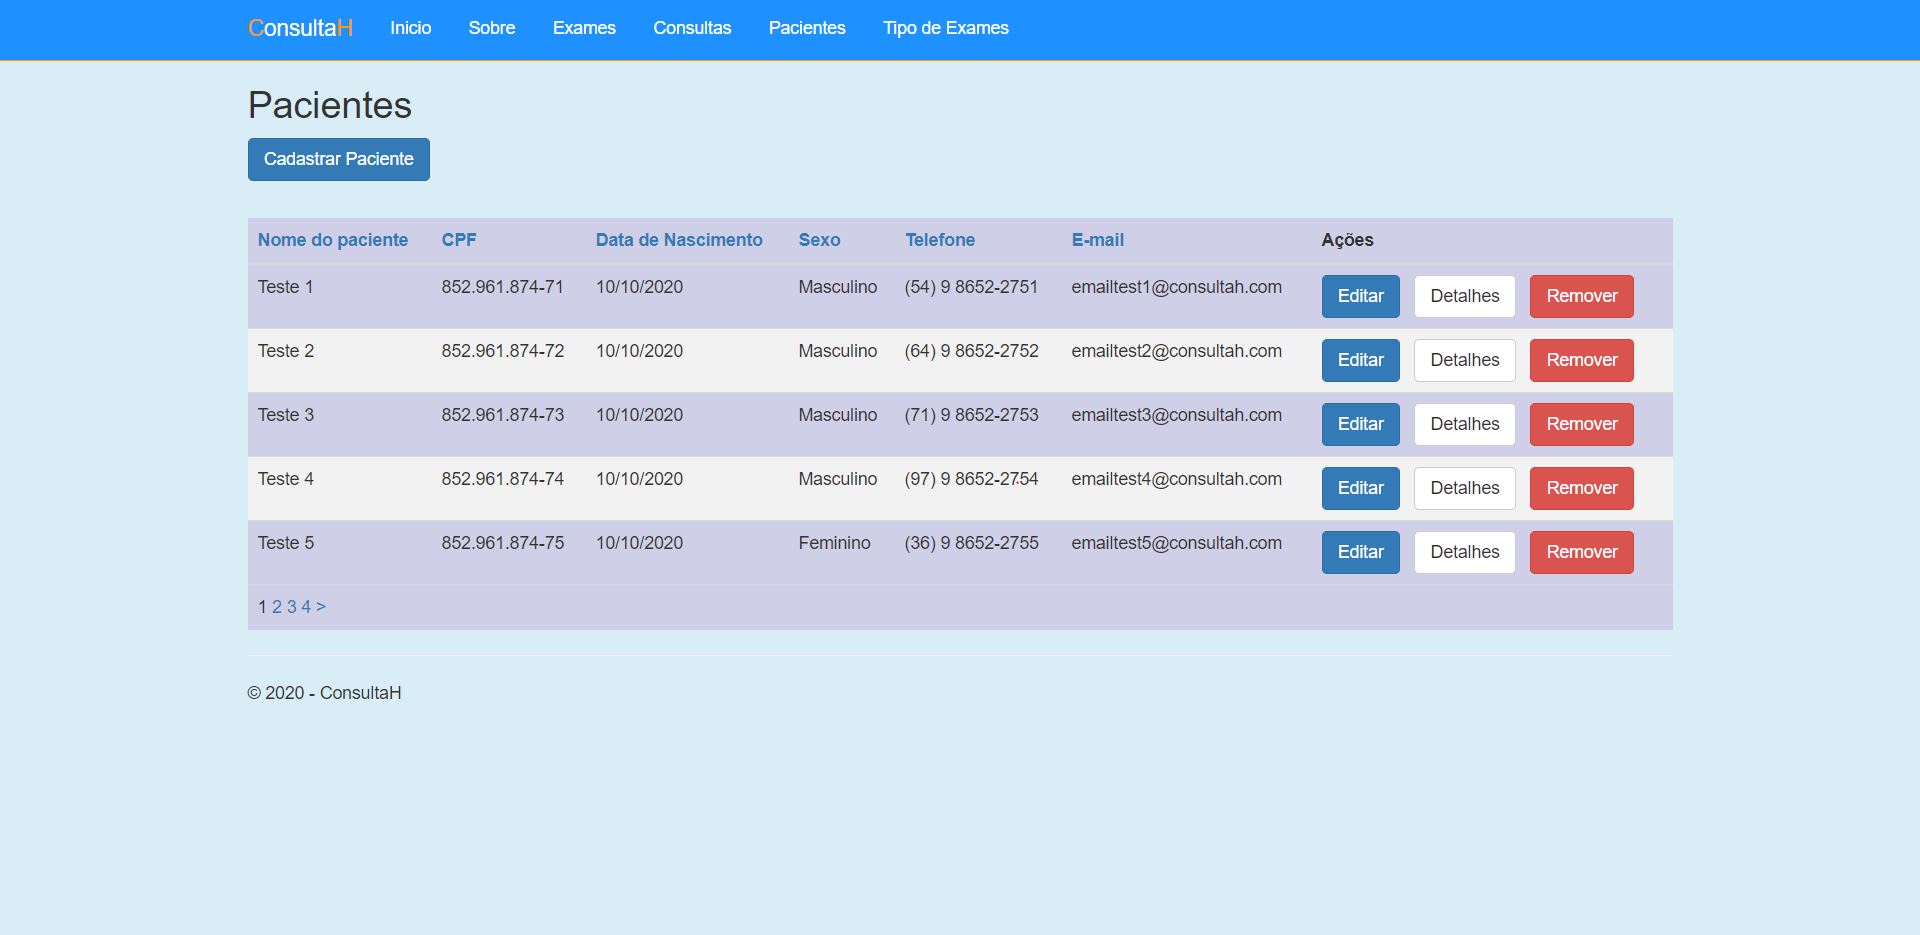 ConsultaH Inicio Sobre Exames Consultas Pacientes Tipo de Exames
Pacientes
Cadastrar Paciente
Nome do paciente CPF Data de Nascimento Sexo Telefone E-mail Ações
Teste 1 852.961.874-71 10/10/2020 Masculino (54) 9 8652-2751 emailtest1@consultah.com Editar Detalhes Remover
Teste 2 852.961.874-72 10/10/2020 Masculino (64) 9 8652-2752 emailtest2@consultah.com Editar Detalhes Remover
Teste 3 852.961.874-73 10/10/2020 Masculino (71) 9 8652-2753 emailtest3@consultah.com Editar Detalhes Remover
Teste 4 852.961.874-74 10/10/2020 Masculino (97) 9 8652-2754 emailtest4@consultah.com Editar Detalhes Remover
Teste 5 852.961.874-75 10/10/2020 Feminino (36) 9 8652-2755 emailtest5@consultah.com Editar Detalhes Remover
1 2 3 4 >
© 2020 - ConsultaH